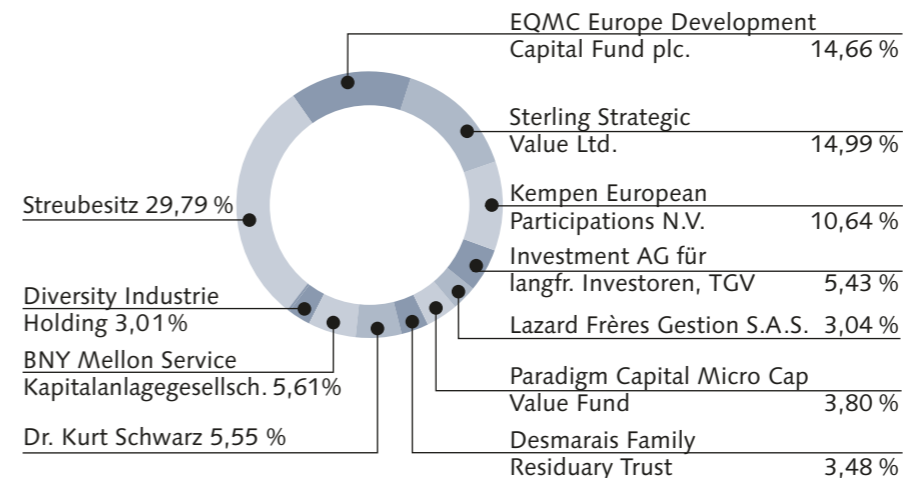 EQMC Europe Development
Capital Fund plc. 14,66 %
Sterling Strategic
Value Ltd. 14,99 %
Kempen European
Participations N.V. 10,64 %
Investment AG für
langfr. Investoren, TGV 5,43 %
Lazard Frères Gestion S.A.S. 3,04 %
Paradigm Capital Micro Cap
Value Fund 3,80 %
Desmarais Family
Residuary Trust 3,48 %
Streubesitz 29,79 %
Diversity Industrie
Holding 3,01%
BNY Mellon Service
Kapitalanlagegesellsch. 5,61%
Dr. Kurt Schwarz 5,55 %